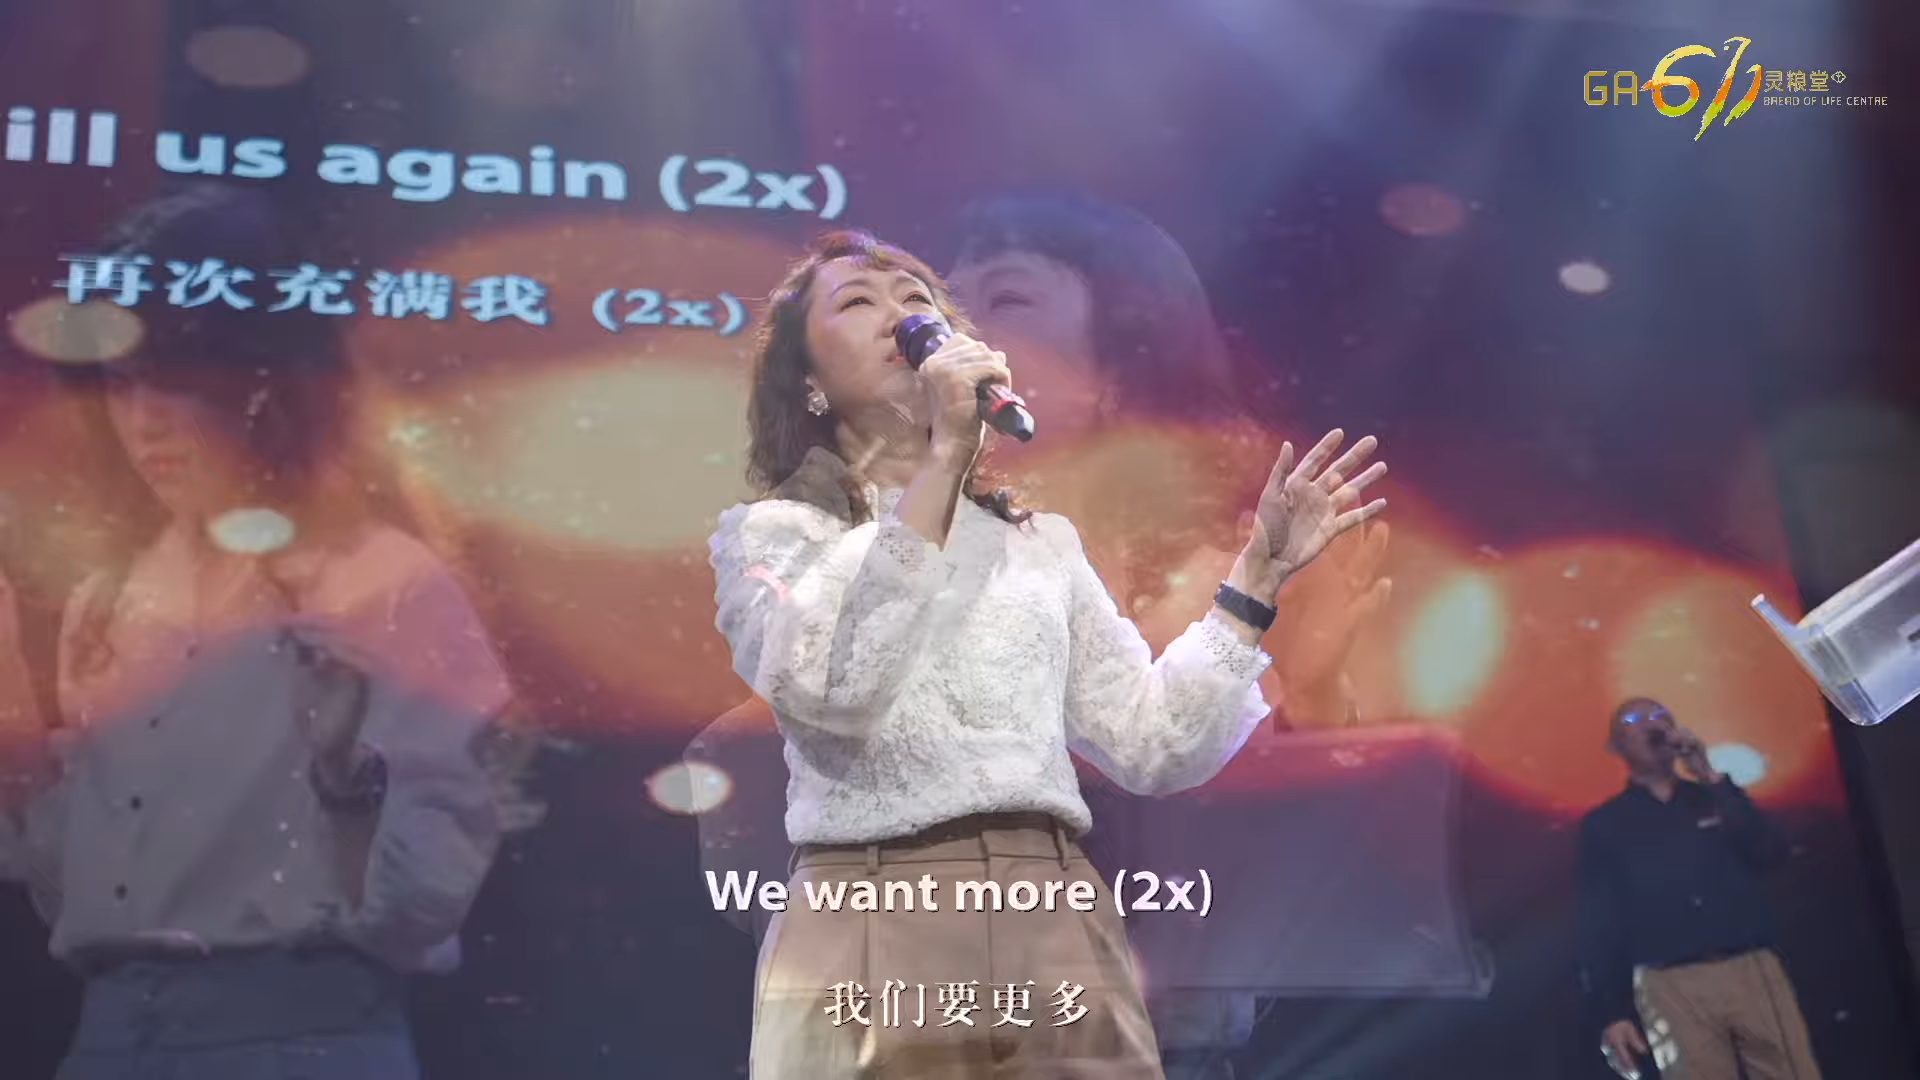 GA 611 灵粮堂
BREAD OF LIFE CENTRE
ill us again (2x)
再次充满我 (2x)
We want more (2x)
我们要更多